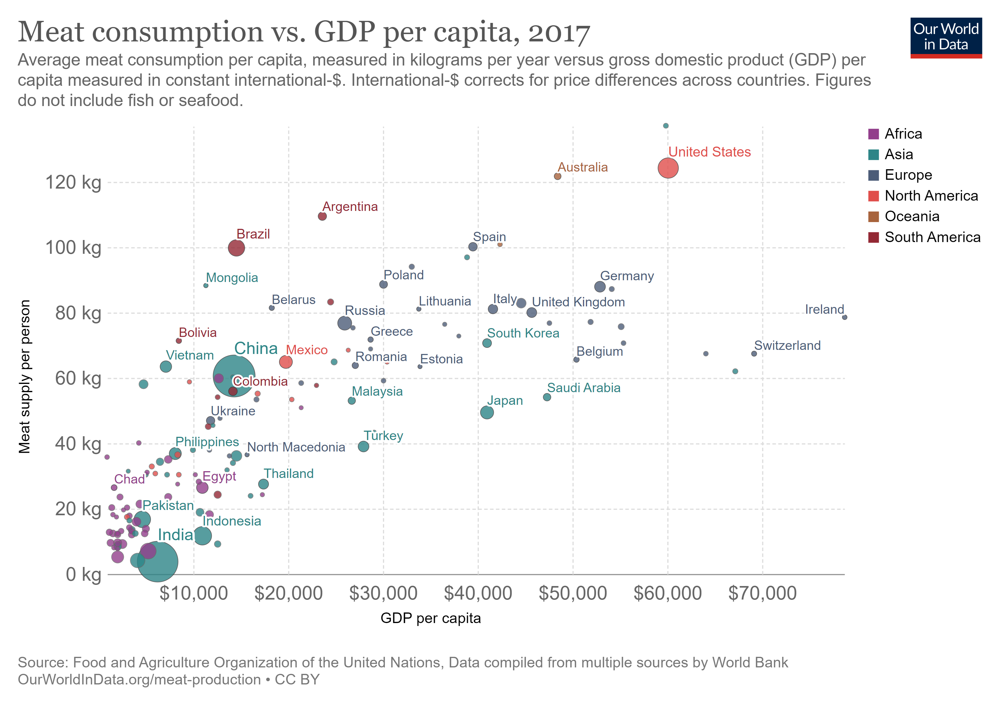 Meat consumption vs. GDP per capita, 2017
Our World
in Data
Average meat consumption per capita, measured in kilograms per year versus gross domestic product (GDP) per
capita measured in constant international-$. International-$ corrects for price differences across countries. Figures
do not include fish or seafood.
Africa
Asia
Europe
North America
Oceania
South America
Meat supply per person
120 kg
100 kg
80 kg
60 kg
40 kg
20 kg
0 kg
United States
Australia
Argentina
Brazil
Spain
Mongolia
Poland
Germany
Belarus
Lithuania
Italy
United Kingdom
Russia
Ireland
Bolivia
Greece
South Korea
China
Mexico
Switzerland
Vietnam
Romania
Estonia
Belgium
Colombia
Malaysia
Saudi Arabia
Japan
Ukraine
Turkey
Philippines
North Macedonia
Thailand
Chad
Egypt
Pakistan
Indonesia
India
$10,000
$20,000
$30,000
$40,000
$50,000
$60,000
$70,000
GDP per capita
Source: Food and Agriculture Organization of the United Nations, Data compiled from multiple sources by World Bank
OurWorldInData.org/meat-production • CC BY